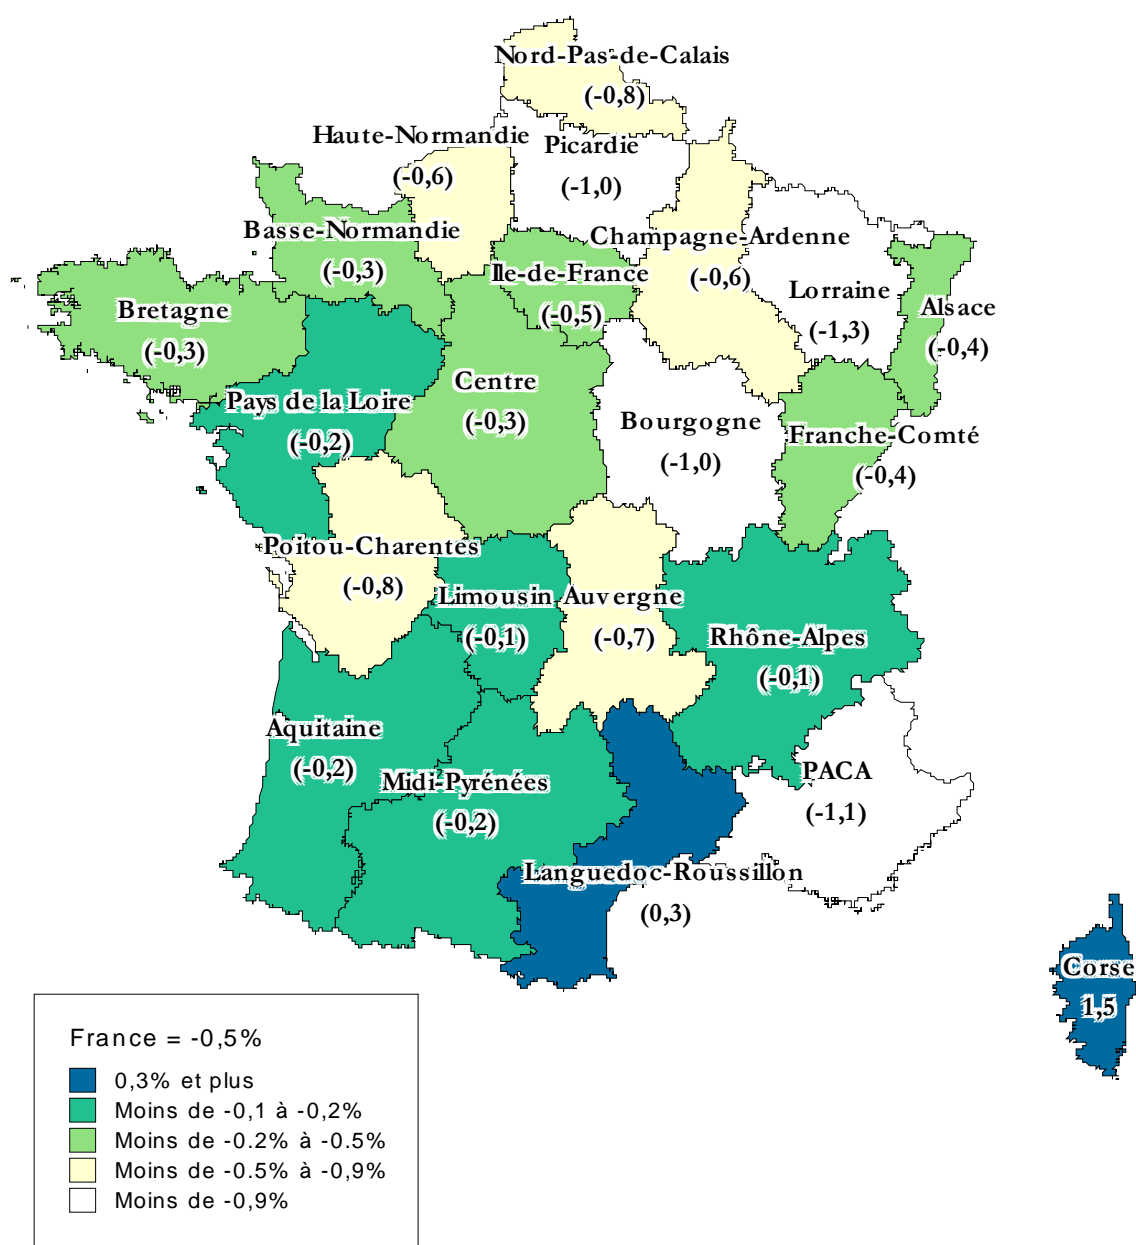 Nord-Pas-de-Calais
(-0,8)
Haute-Normandie
(-0,6)
Picardie
(-1,0)
Basse-Normandie
(-0,3)
Champagne-Ardenne
(-0,6)
Ile-de-France
(-0,5)
Lorraine
(-1,3)
Alsace
(-0,4)
Bretagne
(-0,3)
Pays de la Loire
(-0,2)
Centre
(-0,3)
Bourgogne
(-1,0)
Franche-Comté
(-0,4)
Poitou-Charentes
(-0,8)
Limousin
(-0,1)
Auvergne
(-0,7)
Rhône-Alpes
(-0,1)
Aquitaine
(-0,2)
Midi-Pyrénées
(-0,2)
PACA
(-1,1)
Languedoc-Roussillon
(0,3)
Corse
1,5
France = -0,5%
0,3% et plus
Moins de -0,1 à -0,2%
Moins de -0.2% à -0.5%
Moins de -0.5% à -0,9%
Moins de -0,9%